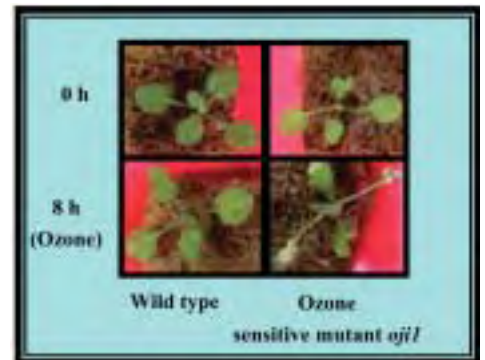 0 h
8 h
(Ozone)
Wild type
Ozone
sensitive mutant oji1